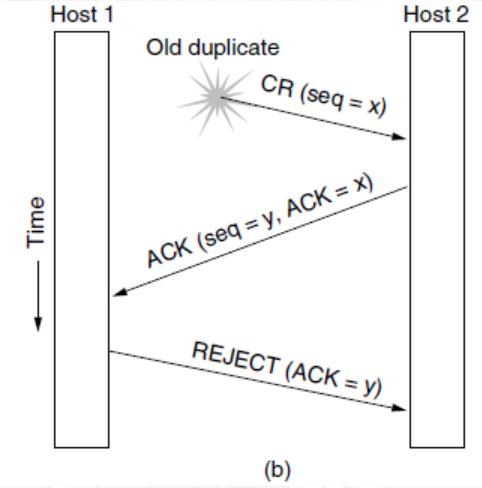 Host 1
Host 2
Old duplicate
CR (seq = x)
ACK (seq = y, ACK = x)
Time
REJECT (ACK = y)
(b)